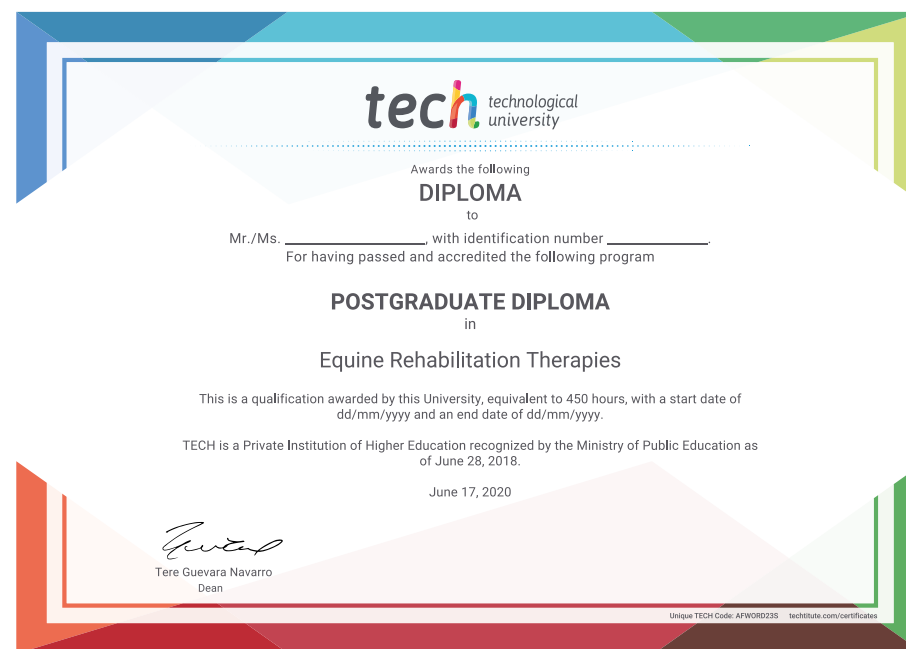 tech technological
university
Awards the following
DIPLOMA
to
Mr./Ms. ____________________, with identification number ______________.
For having passed and accredited the following program
POSTGRADUATE DIPLOMA
in
Equine Rehabilitation Therapies
This is a qualification awarded by this University, equivalent to 450 hours, with a start date of
dd/mm/yyyy and an end date of dd/mm/yyyy.
TECH is a Private Institution of Higher Education recognized by the Ministry of Public Education as
of June 28, 2018.
June 17, 2020
Tere Guevara Navarro
Dean
Unique TECH Code: AFWORD23S techtitute.com/certificates